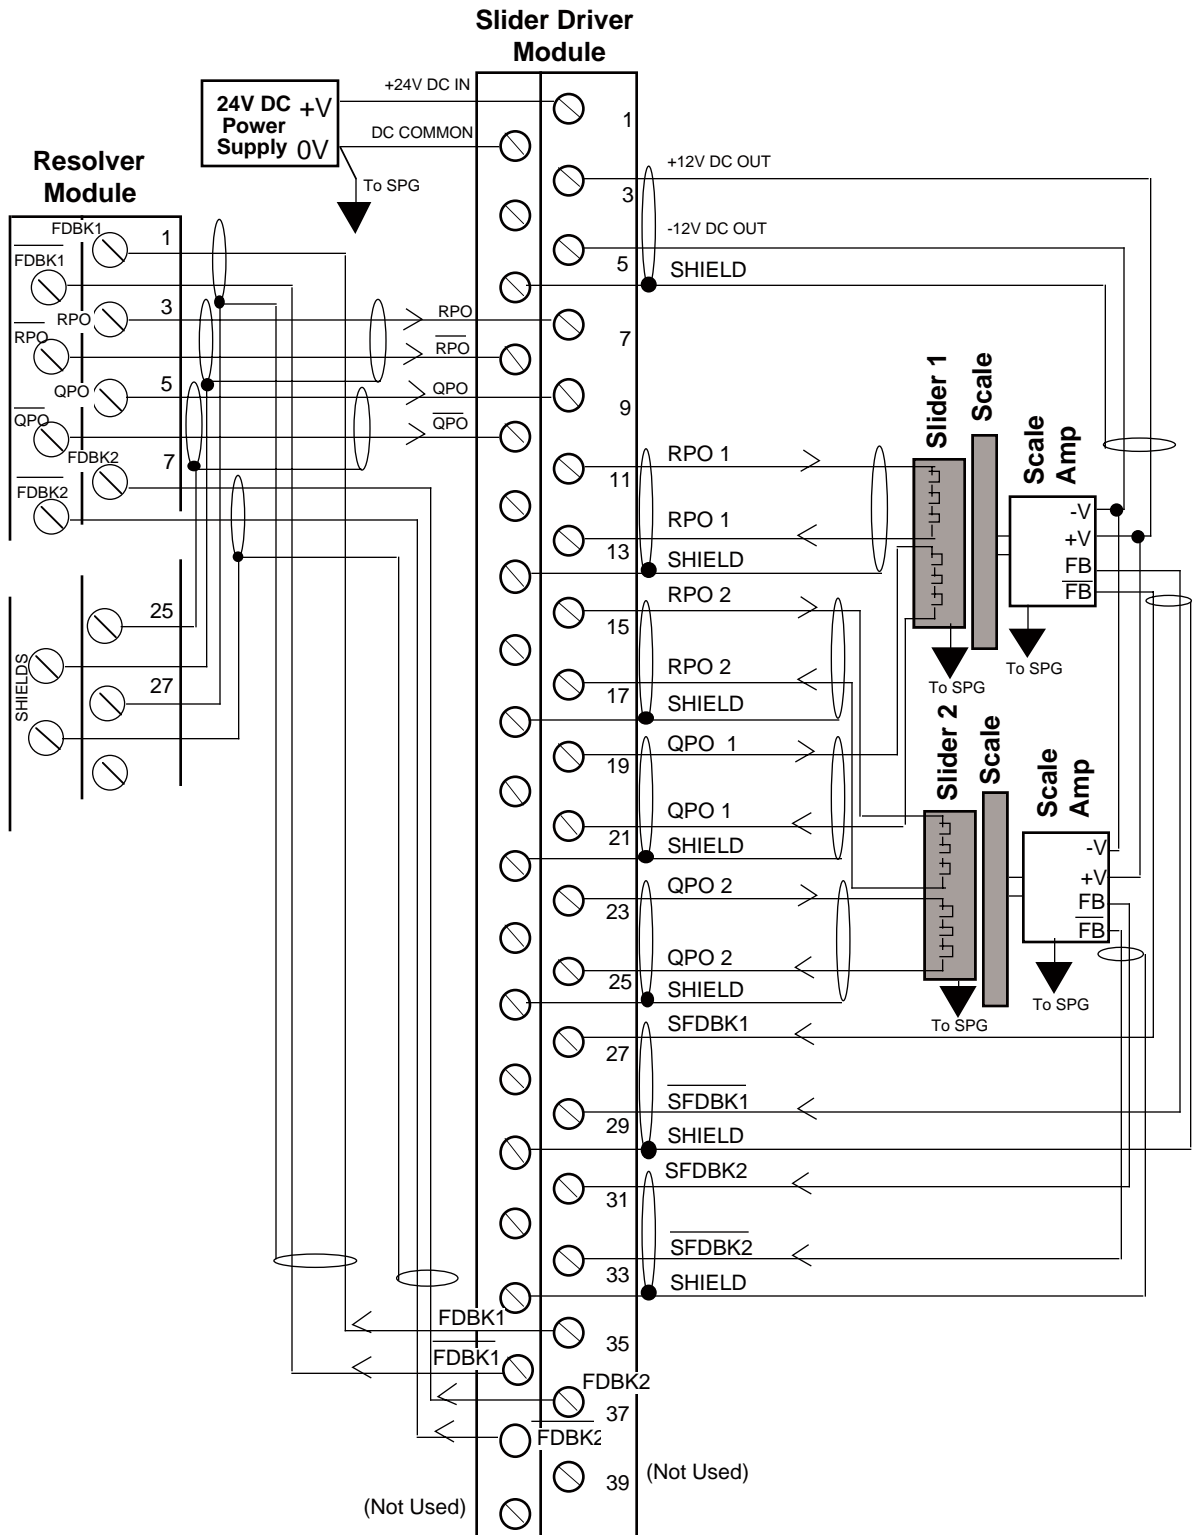 Slider Driver
Module
24V DC
Power
Supply
+V
0V
+24V DC IN
DC COMMON
To SPG
1
+12V DC OUT
3
-12V DC OUT
5
SHIELD
Resolver
Module
FDBK1
1
FDBK1
3
RPO
RPO
5
QPO
QPO
FDBK2
7
FDBK2
25
27
SHIELDS
RPO
RPO
QPO
QPO
7
9
RPO 1
11
RPO 1
13
SHIELD
RPO 2
15
RPO 2
17
SHIELD
QPO 1
19
QPO 1
21
SHIELD
QPO 2
23
QPO 2
25
SHIELD
SFDBK1
27
SFDBK1
29
SHIELD
SFDBK2
31
SFDBK2
33
SHIELD
Slider 1
Scale
Scale
Amp
-V
+V
FB
FB
To SPG
To SPG
Slider 2
Scale
Scale
Amp
-V
+V
FB
FB
To SPG
To SPG
FDBK1
35
FDBK1
FDBK2
37
FDBK2
39
(Not Used)
(Not Used)